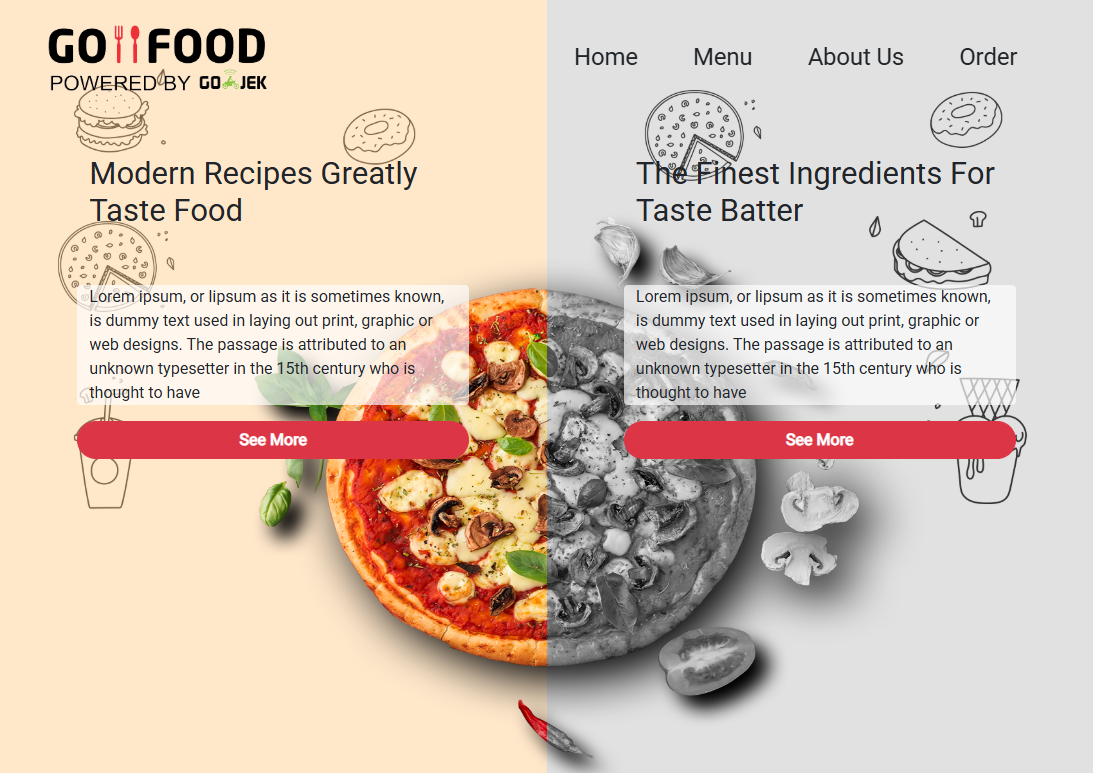 GO FOOD
POWERED BY GO JEK
Home Menu About Us Order
Modern Recipes Greatly
Taste Food
Lorem ipsum, or lipsum as it is sometimes known,
is dummy text used in laying out print, graphic or
web designs. The passage is attributed to an
unknown typesetter in the 15th century who is
thought to have
See More
The Finest Ingredients For
Taste Batter
Lorem ipsum, or lipsum as it is sometimes known,
is dummy text used in laying out print, graphic or
web designs. The passage is attributed to an
unknown typesetter in the 15th century who is
thought to have
See More